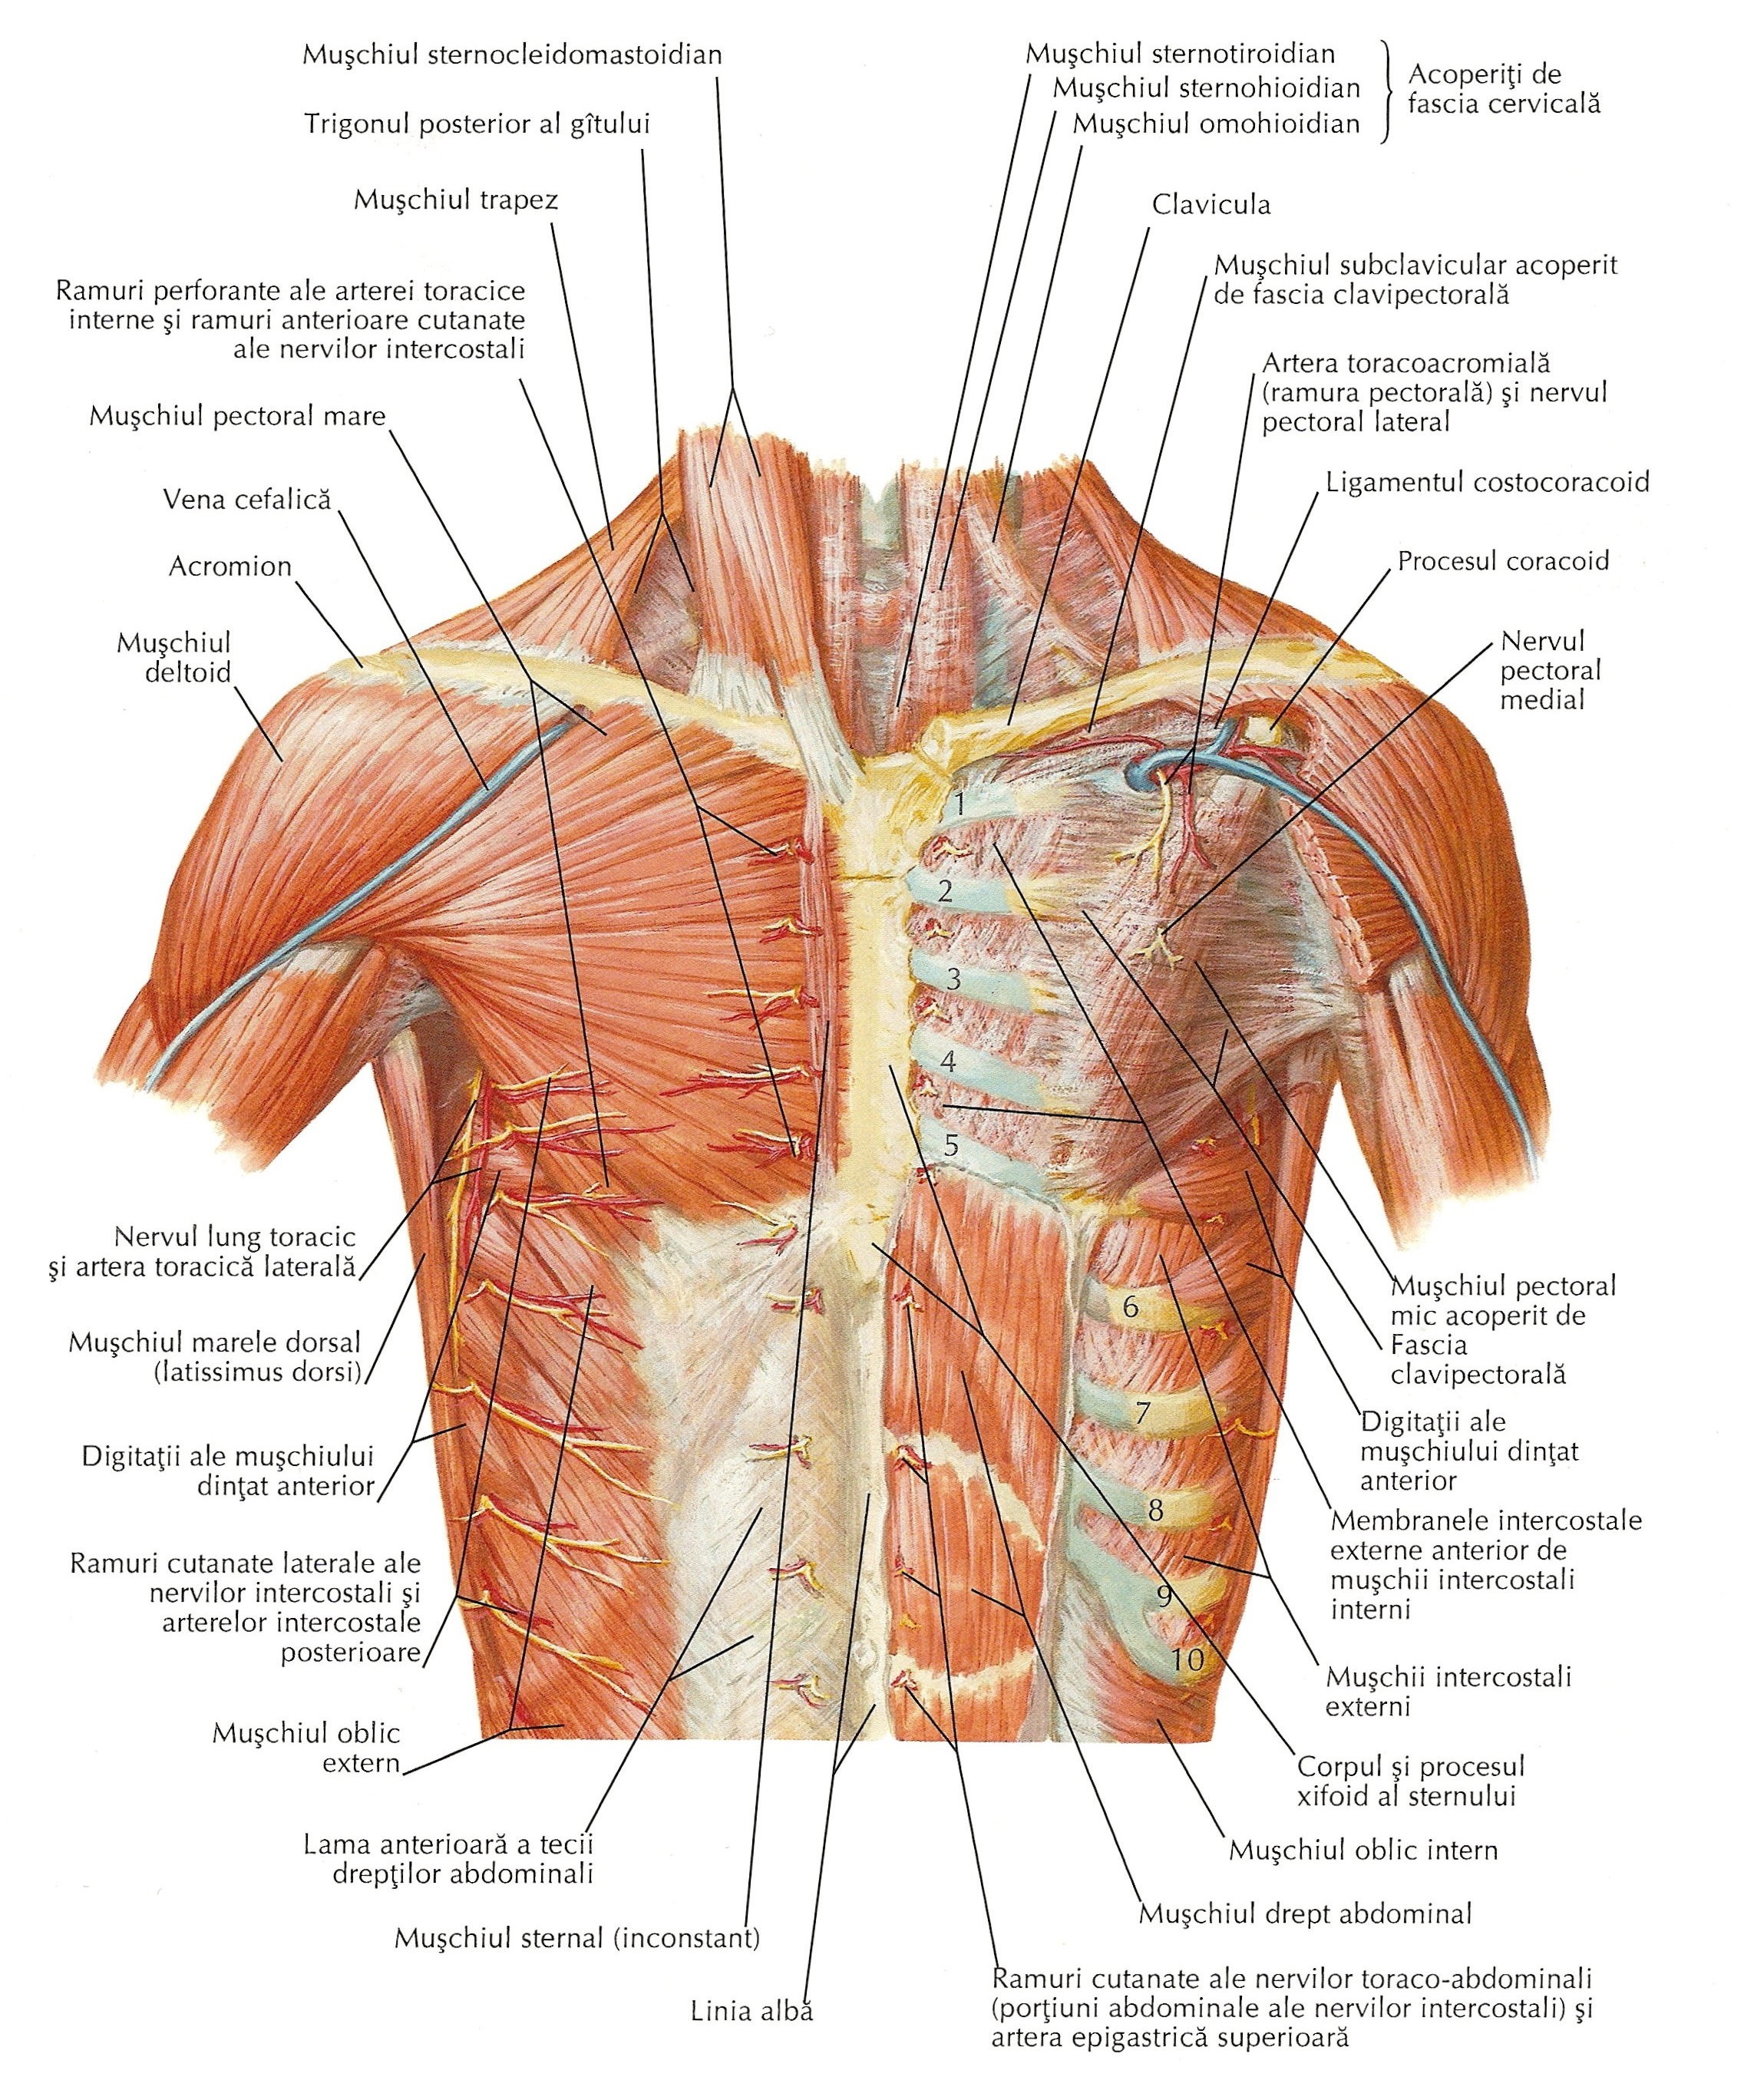 Muşchiul sternocleidomastoidian
Trigonul posterior al gîtului
Muşchiul trapez
Ramuri perforante ale arterei toracice
interne şi ramuri anterioare cutanate
ale nervilor intercostali
Muşchiul pectoral mare
Vena cefalică
Acromion
Muşchiul
deltoid
Nervul lung toracic
şi artera toracică laterală
Muşchiul marele dorsal
(latissimus dorsi)
Digitaţii ale muşchiului
dinţat anterior
Ramuri cutanate laterale ale
nervilor intercostali şi
arterelor intercostale
posterioare
Muşchiul oblic
extern
Lama anterioară a tecii
drepţilor abdominali
Muşchiul sternal (inconstant)
Linia albă
Muşchiul sternotiroidian
Muşchiul sternohioidian
Muşchiul omohioidian
Acoperiţi de
fascia cervicală
Clavicula
Muşchiul subclavicular acoperit
de fascia clavipectorală
Artera toracoacromială
(ramura pectorală) şi nervul
pectoral lateral
Ligamentul costocoracoid
Procesul coracoid
Nervul
pectoral
medial
1
2
3
4
5
6
7
8
9
10
Muşchiul pectoral
mic acoperit de
Fascia
clavipectorală
Digitaţii ale
muşchiului dinţat
anterior
Membranele intercostale
externe anterior de
muşchii intercostali
interni
Muşchii intercostali
externi
Corpul şi procesul
xifoid al sternului
Muşchiul oblic intern
Muşchiul drept abdominal
Ramuri cutanate ale nervilor toraco-abdominali
(porţiuni abdominale ale nervilor intercostali) şi
artera epigastrică superioară